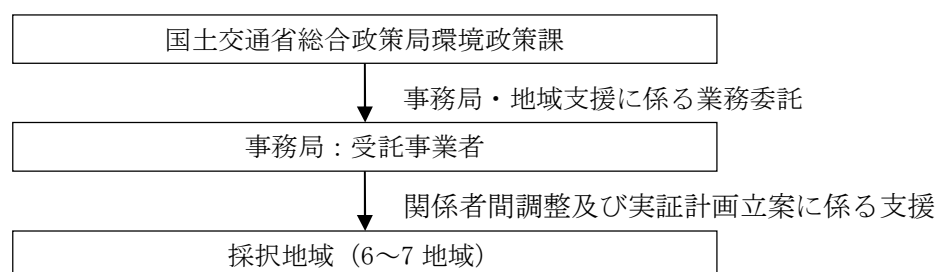 国土交通省総合政策局環境政策課
事務局・地域支援に係る業務委託
事務局：受託事業者
関係者間調整及び実証計画立案に係る支援
採択地域（6～7 地域）